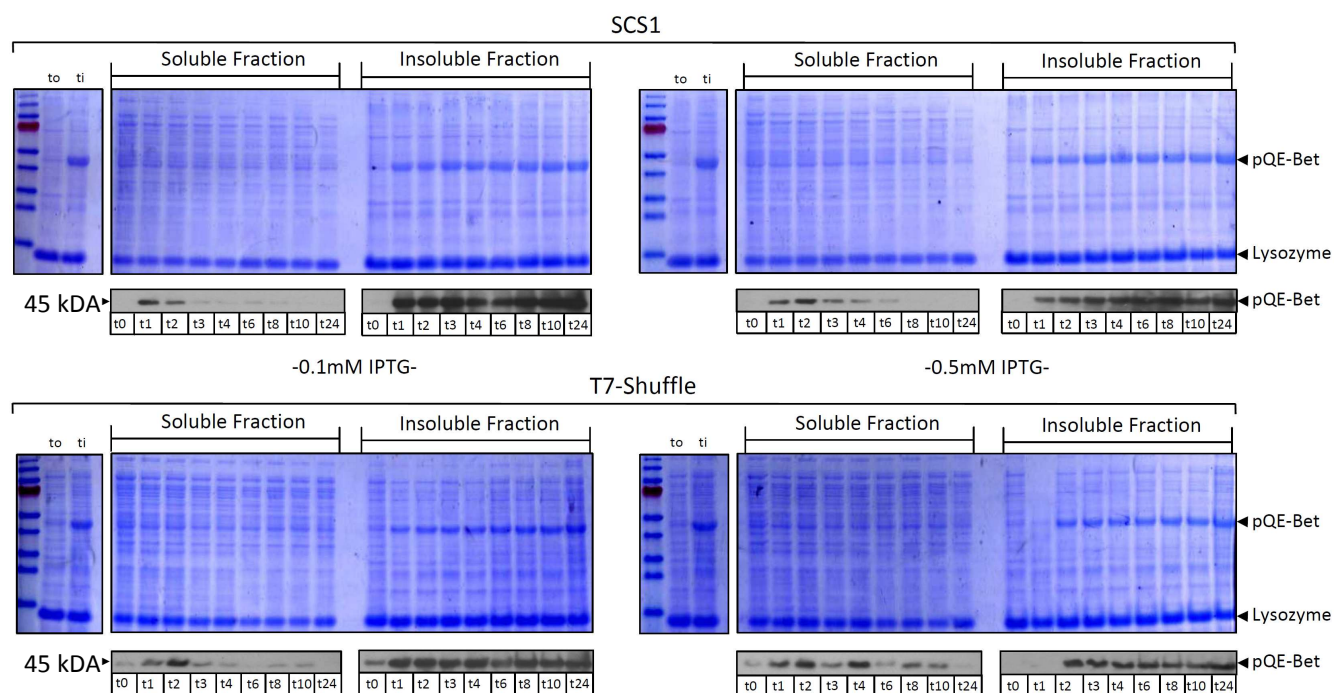 SCS1
Soluble Fraction Insoluble Fraction Soluble Fraction Insoluble Fraction
to ti to ti
pQE-Bet
Lysozyme
45 kDA pQE-Bet
t0 t1 t2 t3 t4 t6 t8 t10 t24 t0 t1 t2 t3 t4 t6 t8 t10 t24 t0 t1 t2 t3 t4 t6 t8 t10 t24 t0 t1 t2 t3 t4 t6 t8 t10 t24
-0.1mM IPTG- -0.5mM IPTG-
T7-Shuffle
Soluble Fraction Insoluble Fraction Soluble Fraction Insoluble Fraction
to ti to ti
pQE-Bet
Lysozyme
45 kDA pQE-Bet
t0 t1 t2 t3 t4 t6 t8 t10 t24 t0 t1 t2 t3 t4 t6 t8 t10 t24 t0 t1 t2 t3 t4 t6 t8 t10 t24 t0 t1 t2 t3 t4 t6 t8 t10 t24